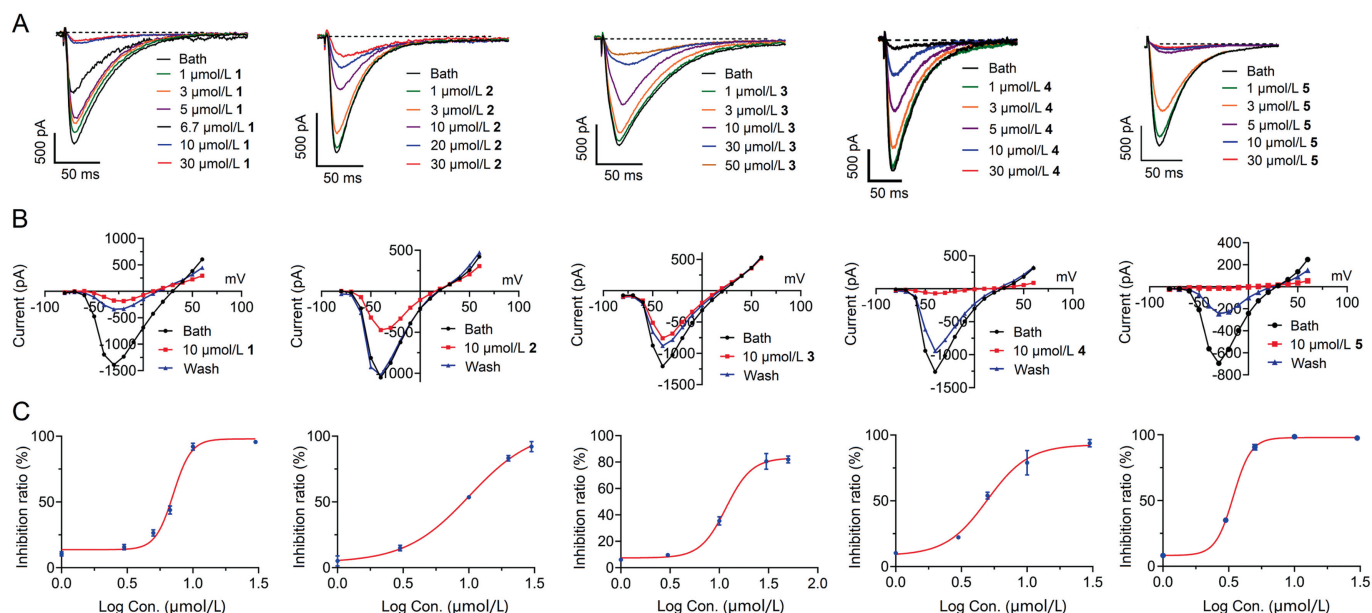 A
Bath
1 µmol/L 1
3 µmol/L 1
5 µmol/L 1
6.7 µmol/L 1
10 µmol/L 1
30 µmol/L 1
500 pA
50 ms
Bath
1 µmol/L 2
3 µmol/L 2
10 µmol/L 2
20 µmol/L 2
30 µmol/L 2
500 pA
50 ms
Bath
1 µmol/L 3
3 µmol/L 3
10 µmol/L 3
30 µmol/L 3
50 µmol/L 3
500 pA
50 ms
Bath
1 µmol/L 4
3 µmol/L 4
5 µmol/L 4
10 µmol/L 4
30 µmol/L 4
500 pA
50 ms
Bath
1 µmol/L 5
3 µmol/L 5
5 µmol/L 5
10 µmol/L 5
30 µmol/L 5
500 pA
50 ms
B
Current (pA)
1000
500
mV
-100 -50 50 100
-500
-1000
-1500
Bath
10 µmol/L 1
Wash
Current (pA)
500
mV
-100 -50 50 100
-500
-1000
Bath
10 µmol/L 2
Wash
Current (pA)
500
mV
-100 -50 50 100
-500
-1000
-1500
Bath
10 µmol/L 3
Wash
Current (pA)
500
mV
-100 -50 50 100
-500
-1000
-1500
Bath
10 µmol/L 4
Wash
Current (pA)
400
200
mV
-100 -50 50 100
-200
-400
-600
-800
Bath
10 µmol/L 5
Wash
C
Inhibition ratio (%)
100
50
0
0.0 0.5 1.0 1.5
Log Con. (µmol/L)
Inhibition ratio (%)
100
50
0
0.0 0.5 1.0 1.5
Log Con. (µmol/L)
Inhibition ratio (%)
100
80
60
40
20
0
0.0 0.5 1.0 1.5 2.0
Log Con. (µmol/L)
Inhibition ratio (%)
100
50
0
0.0 0.5 1.0 1.5
Log Con. (µmol/L)
Inhibition ratio (%)
100
50
0
0.0 0.5 1.0 1.5
Log Con. (µmol/L)